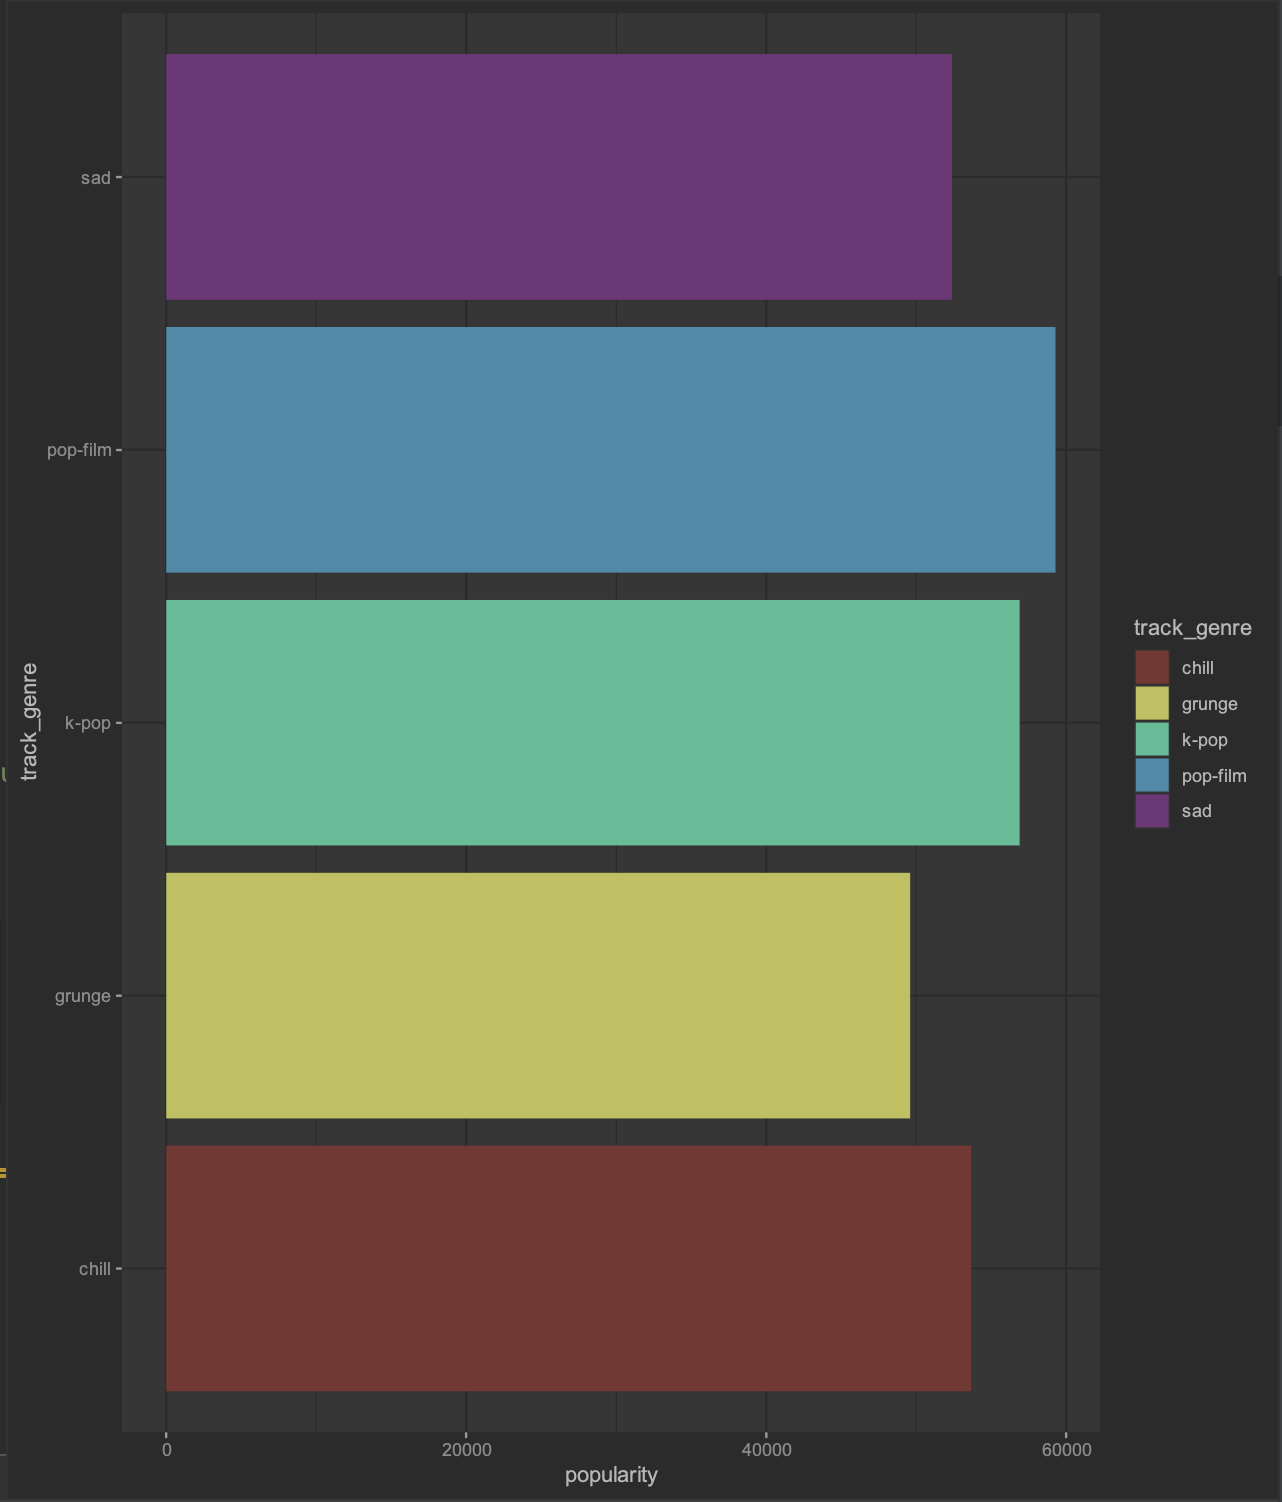 sad
pop-film
k-pop
grunge
chill
track_genre
0 20000 40000 60000
popularity
track_genre
chill
grunge
k-pop
pop-film
sad